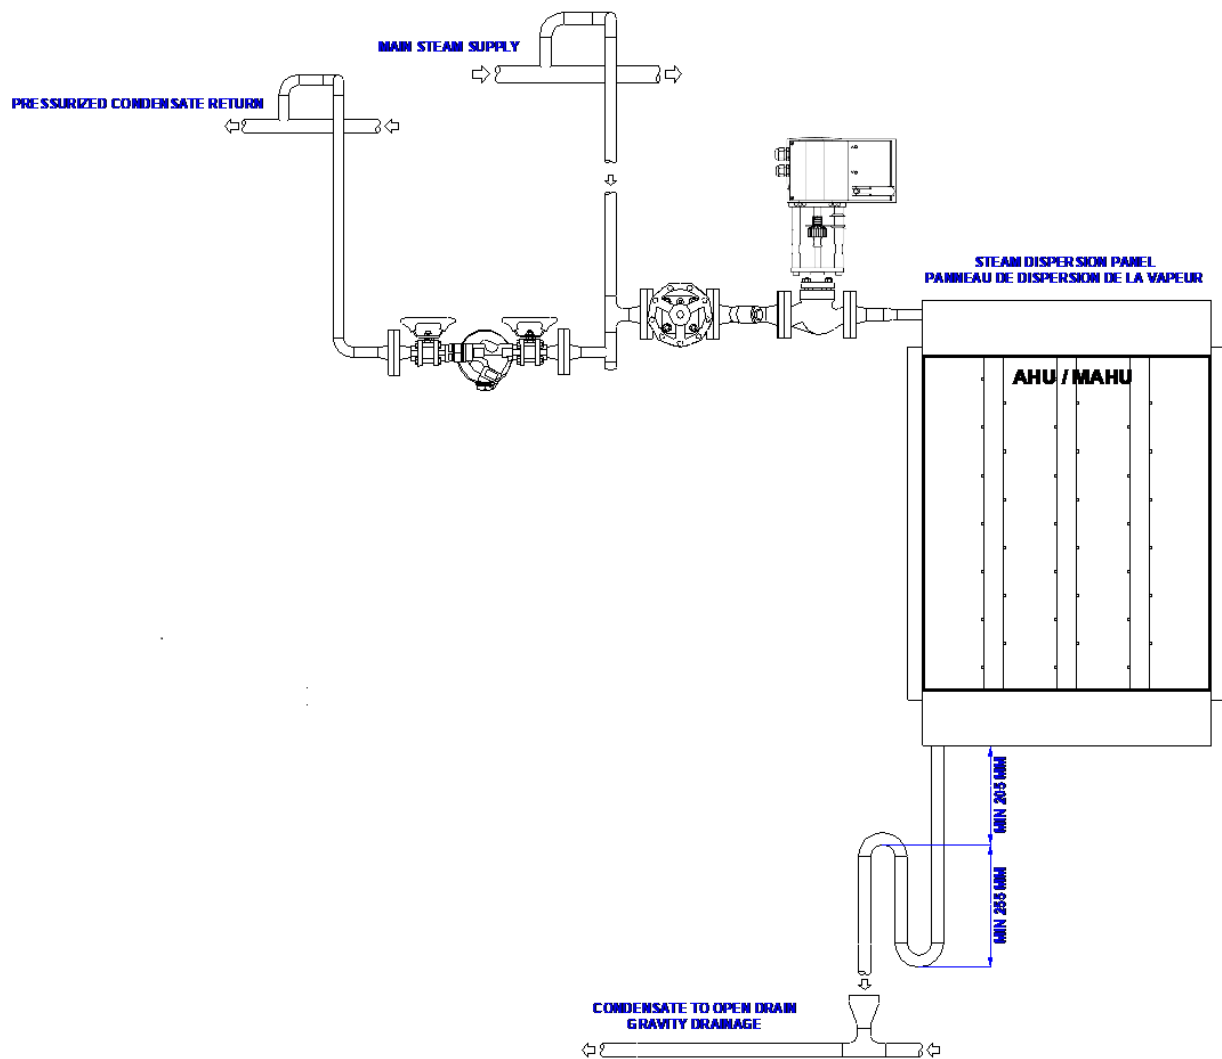 MAIN STEAM SUPPLY
PRESSURIZED CONDENSATE RETURN
STEAM DISPERSION PANEL
PANNEAU DE DISPERSION DE LA VAPEUR
AHU / MAHU
MIN 205 MM
MIN 255 MM
CONDENSATE TO OPEN DRAIN
GRAVITY DRAINAGE